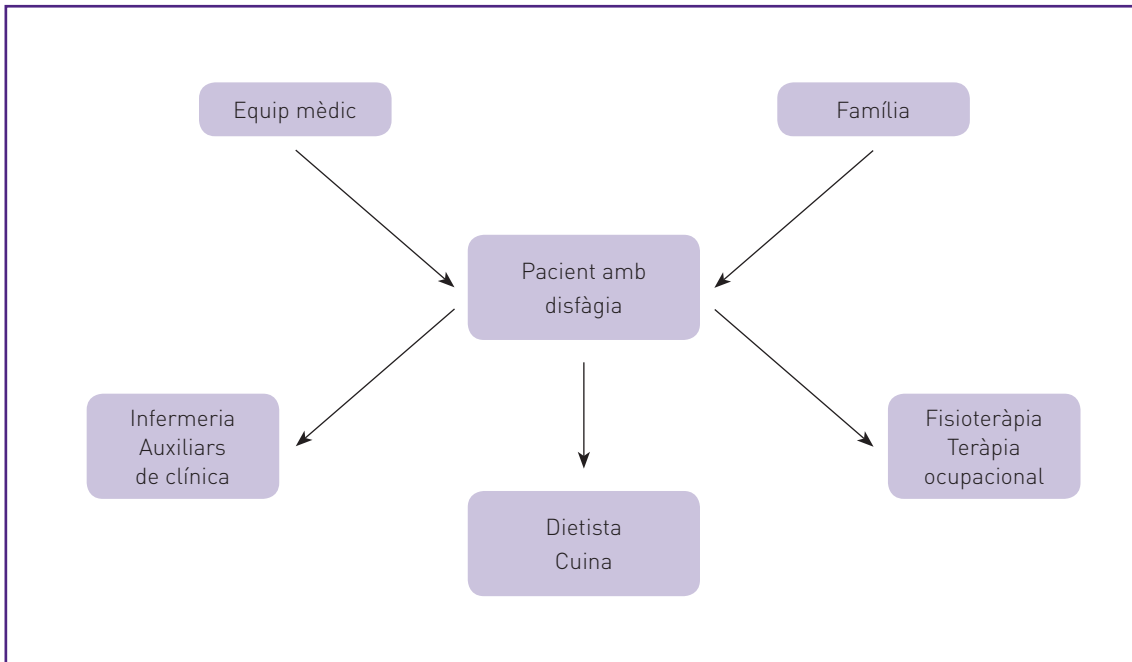 Equip mèdic
Família
Pacient amb
disfàgia
Infermeria
Auxiliars
de clínica
Fisioteràpia
Teràpia
ocupacional
Dietista
Cuina